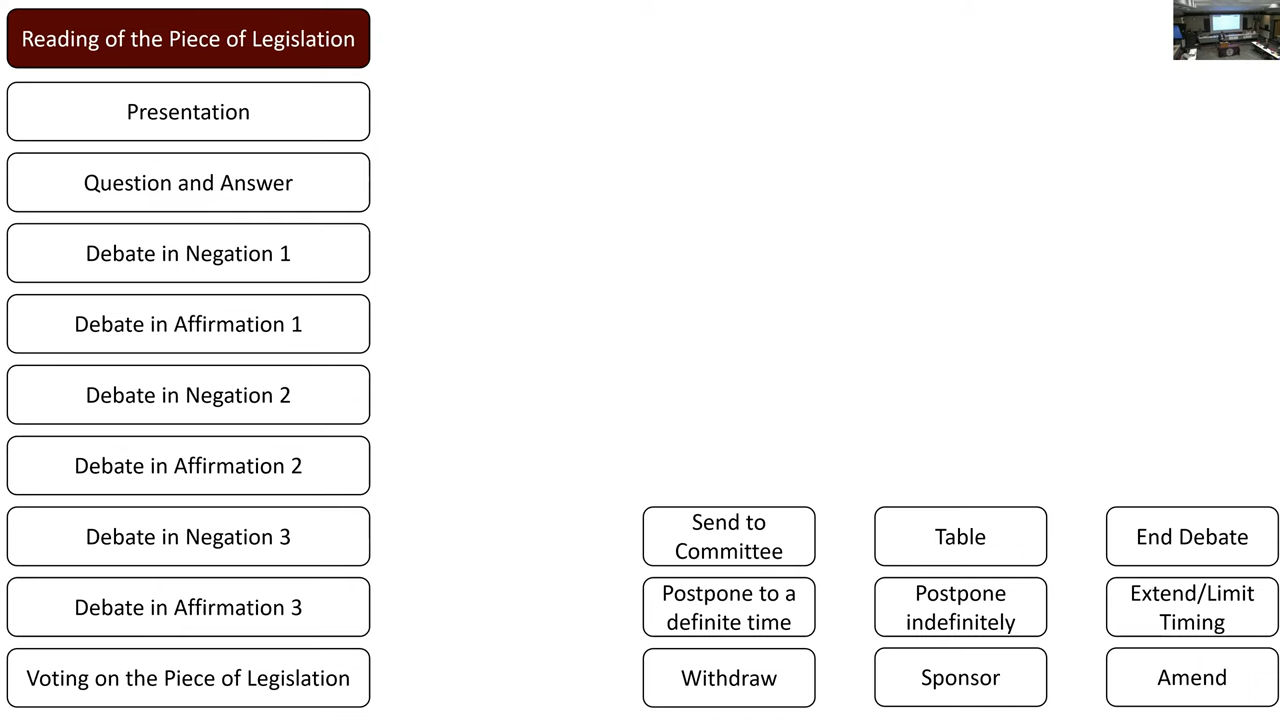 Reading of the Piece of Legislation
Presentation
Question and Answer
Debate in Negation 1
Debate in Affirmation 1
Debate in Negation 2
Debate in Affirmation 2
Debate in Negation 3
Debate in Affirmation 3
Voting on the Piece of Legislation
Send to
Committee
Table
End Debate
Postpone to a
definite time
Postpone
indefinitely
Extend/Limit
Timing
Withdraw
Sponsor
Amend